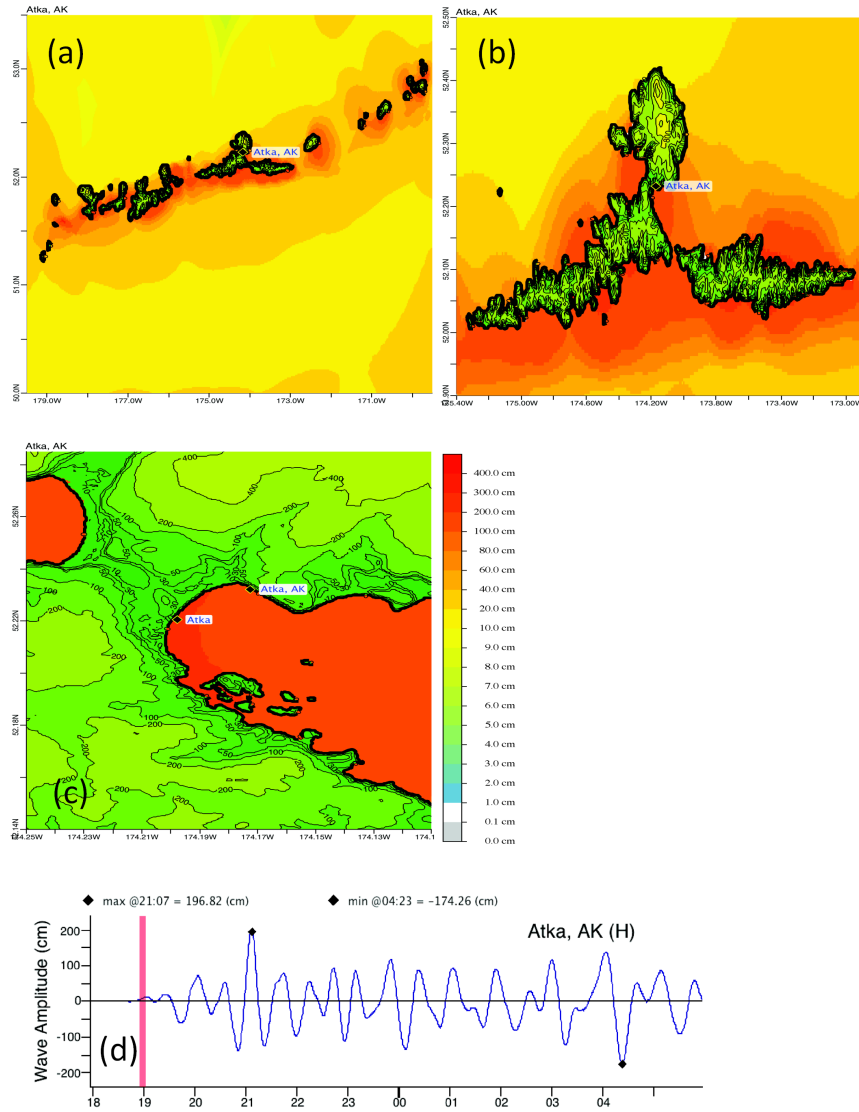 Atka, AK
(a)
53.0N
52.0N
51.0N
50.0N
Atka, AK
179.0W 177.0W 175.0W 173.0W 171.0W
Atka, AK
(b)
52.50N
52.40N
52.30N
52.20N
52.10N
52.00N
Atka, AK
175.00W 174.60W 174.20W 173.80W 173.40W 173.00W
Atka, AK
(c)
52.26N
52.22N
52.18N
52.14N
Atka, AK
Atka
174.25W 174.23W 174.21W 174.19W 174.17W 174.15W 174.13W 174.1
400.0 cm
300.0 cm
200.0 cm
100.0 cm
80.0 cm
60.0 cm
40.0 cm
20.0 cm
10.0 cm
9.0 cm
8.0 cm
7.0 cm
6.0 cm
5.0 cm
4.0 cm
3.0 cm
2.0 cm
1.0 cm
0.1 cm
0.0 cm
max @21:07 = 196.82 (cm)
min @04:23 = -174.26 (cm)
Atka, AK (H)
Wave Amplitude (cm)
200
100
0
-100
-200
(d)
18 19 20 21 22 23 00 01 02 03 04